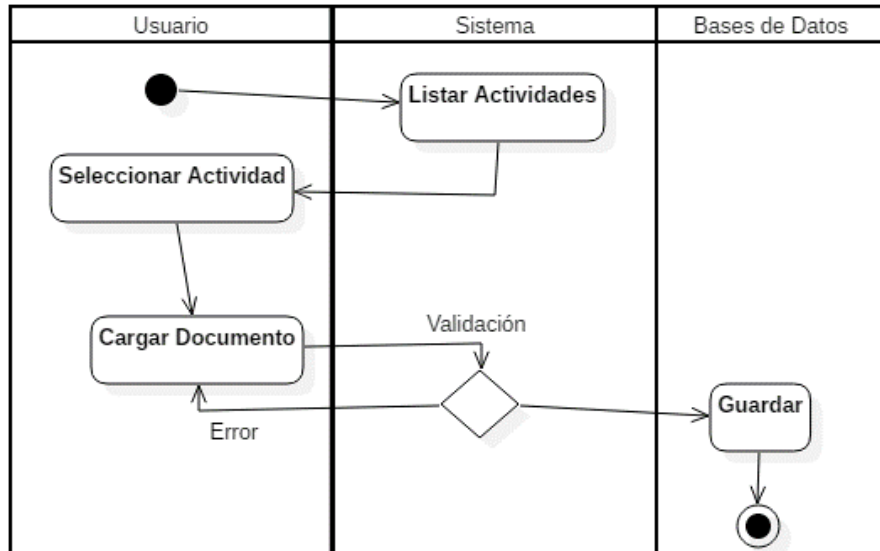 Usuario
Sistema
Bases de Datos
Listar Actividades
Seleccionar Actividad
Cargar Documento
Validación
Guardar
Error